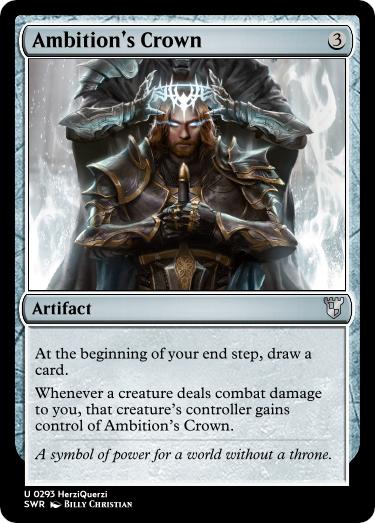 Ambition's Crown 3
Artifact
At the beginning of your end step, draw a
card.
Whenever a creature deals combat damage
to you, that creature's controller gains
control of Ambition's Crown.
A symbol of power for a world without a throne.
U 0293 HerziQuerzi
SWR Billy Christian